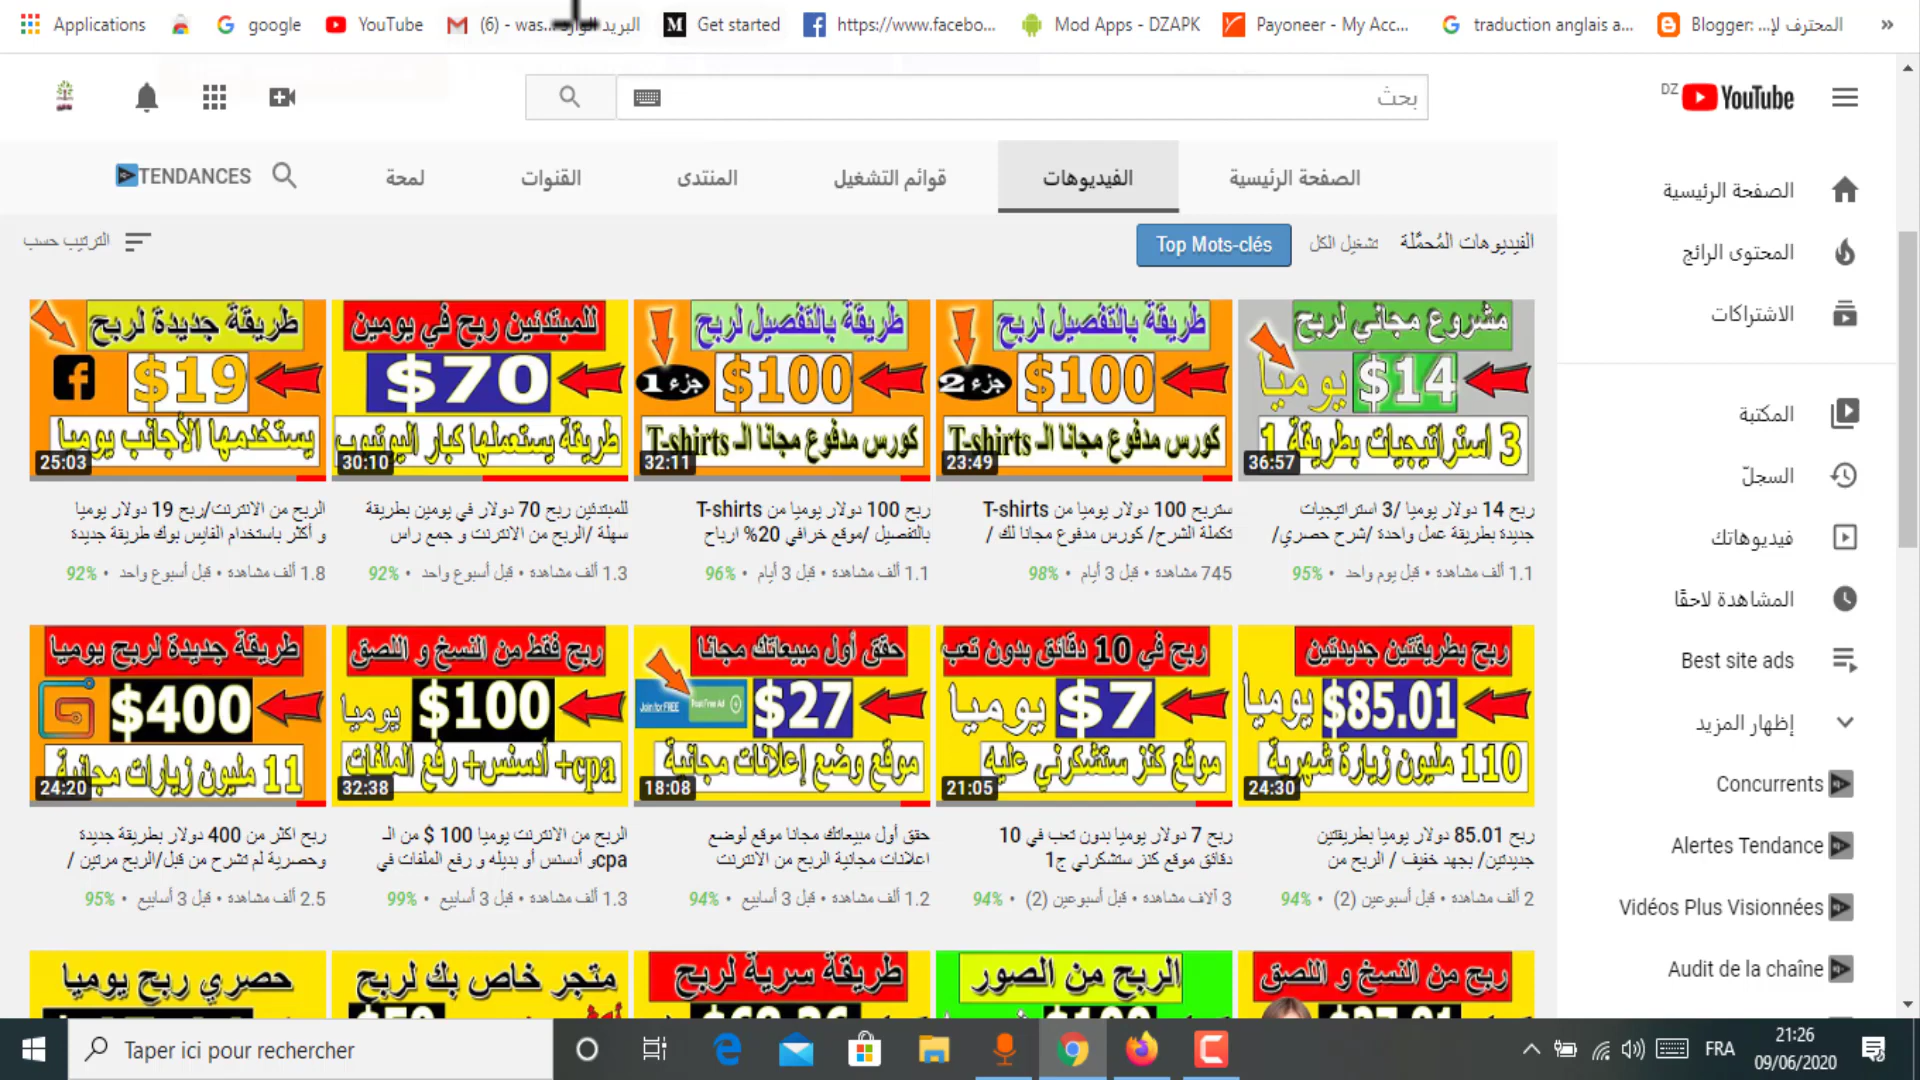 Applications
google
YouTube
(6) - was...البريد الوارد
Get started
https://www.facebo...
Mod Apps - DZAPK
Payoneer - My Acc...
traduction anglais a...
Blogger: ...المحترف لإ
»
بحث
YouTube DZ
الصفحة الرئيسية
الفيديوهات
قوائم التشغيل
المنتدى
القنوات
لمحة
TENDANCES
الفيديوهات المُحمَّلة
تشغيل الكل
Top Mots-clés
الترتيب حسب
مشروع مجاني لربح
$14 يوميا
3 استراتيجيات بطريقة 1
36:57
ربح 14 دولار يوميا /3 استراتيجيات
جديدة بطريقة عمل واحدة /شرح حصري/
1.1 ألف مشاهدة • قبل يوم واحد • 95%
طريقة بالتفصيل لربح
$100 جزء 2
كورس مدفوع مجانا الـ T-shirts
23:49
ستربح 100 دولار يوميا من T-shirts
تكملة الشرح/ كورس مدفوع مجانا لك /
745 مشاهدة • قبل 3 أيام • 98%
طريقة بالتفصيل لربح
$100 جزء 1
كورس مدفوع مجانا الـ T-shirts
32:11
ربح 100 دولار يوميا من T-shirts
بالتفصيل /موقع خرافي 20% ارباح
1.1 ألف مشاهدة • قبل 3 أيام • 96%
للمبتدئين ربح في يومين
$70
طريقة يستعملها كبار اليوتيوب
30:10
للمبتدئين ربح 70 دولار في يومين بطريقة
سهلة /الربح من الانترنت و جمع راس
1.3 ألف مشاهدة • قبل أسبوع واحد • 92%
طريقة جديدة لربح
$19
يستخدمها الأجانب يوميا
25:03
الربح من الانترنت/ربح 19 دولار يوميا
و أكثر باستخدام الفايس بوك طريقة جديدة
1.8 ألف مشاهدة • قبل أسبوع واحد • 92%
ربح بطريقتين جديدتين
$85.01 يوميا
110 مليون زيارة شهرية
24:30
ربح 85.01 دولار يوميا بطريقتين
جديدتين/ بجهد خفيف / الربح من
2 ألف مشاهدة • قبل أسبوعين (2) • 94%
ربح في 10 دقائق بدون تعب
$7 يوميا
موقع كنز ستشكرني عليه
21:05
ربح 7 دولار يوميا بدون تعب في 10
دقائق موقع كنز ستشكرني ج1
3 آلاف مشاهدة • قبل أسبوعين (2) • 94%
حقق أول مبيعاتك مجانا
$27
Join for FREE
Post Free Ad
موقع وضع إعلانات مجانية
18:08
حقق أول مبيعاتك مجانا موقع لوضع
اعلانات مجانية الربح من الانترنت
1.2 ألف مشاهدة • قبل 3 أسابيع • 94%
ربح فقط من النسخ و اللصق
$100 يوميا
cpa+ أدسنس+ رفع الملفات
32:38
الربح من الانترنت يوميا 100 $ من الـ
cpaو أدسنس أو بديله و رفع الملفات في
1.3 ألف مشاهدة • قبل 3 أسابيع • 99%
طريقة جديدة لربح يوميا
$400
11 مليون زيارات مجانية
24:20
ربح اكثر من 400 دولار بطريقة جديدة
وحصرية لم تشرح من قبل/الربح مرتين /
2.5 ألف مشاهدة • قبل 3 أسابيع • 95%
ربح من النسخ و اللصق
الربح من الصور
طريقة سرية لربح
متجر خاص بك لربح
حصري ربح يوميا
الصفحة الرئيسية
المحتوى الرائج
الاشتراكات
المكتبة
السجلّ
فيديوهاتك
المشاهدة لاحقًا
Best site ads
إظهار المزيد
Concurrents
Alertes Tendance
Vidéos Plus Visionnées
Audit de la chaîne
Taper ici pour rechercher
FRA
21:26
09/06/2020